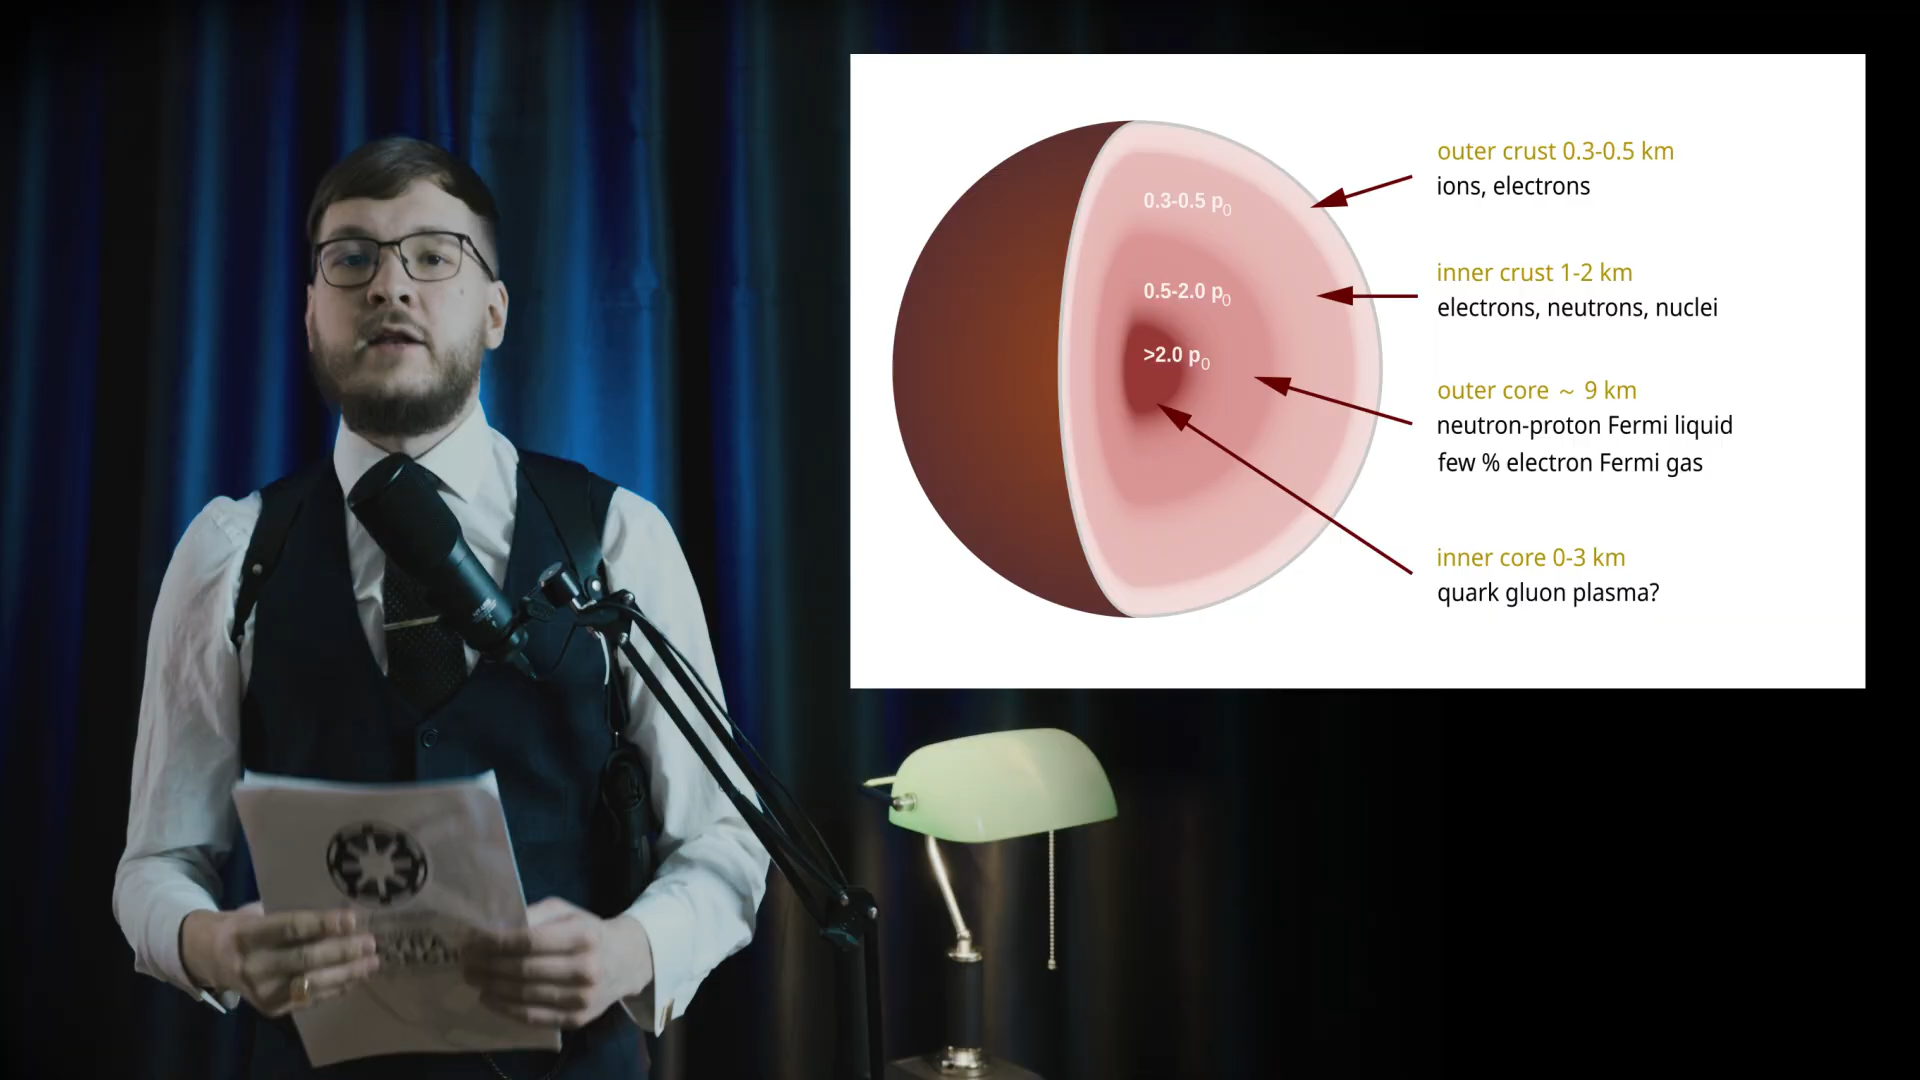 outer crust 0.3-0.5 km
ions, electrons
0.3-0.5 p0
inner crust 1-2 km
electrons, neutrons, nuclei
0.5-2.0 p0
>2.0 p0
outer core ~ 9 km
neutron-proton Fermi liquid
few % electron Fermi gas
inner core 0-3 km
quark gluon plasma?